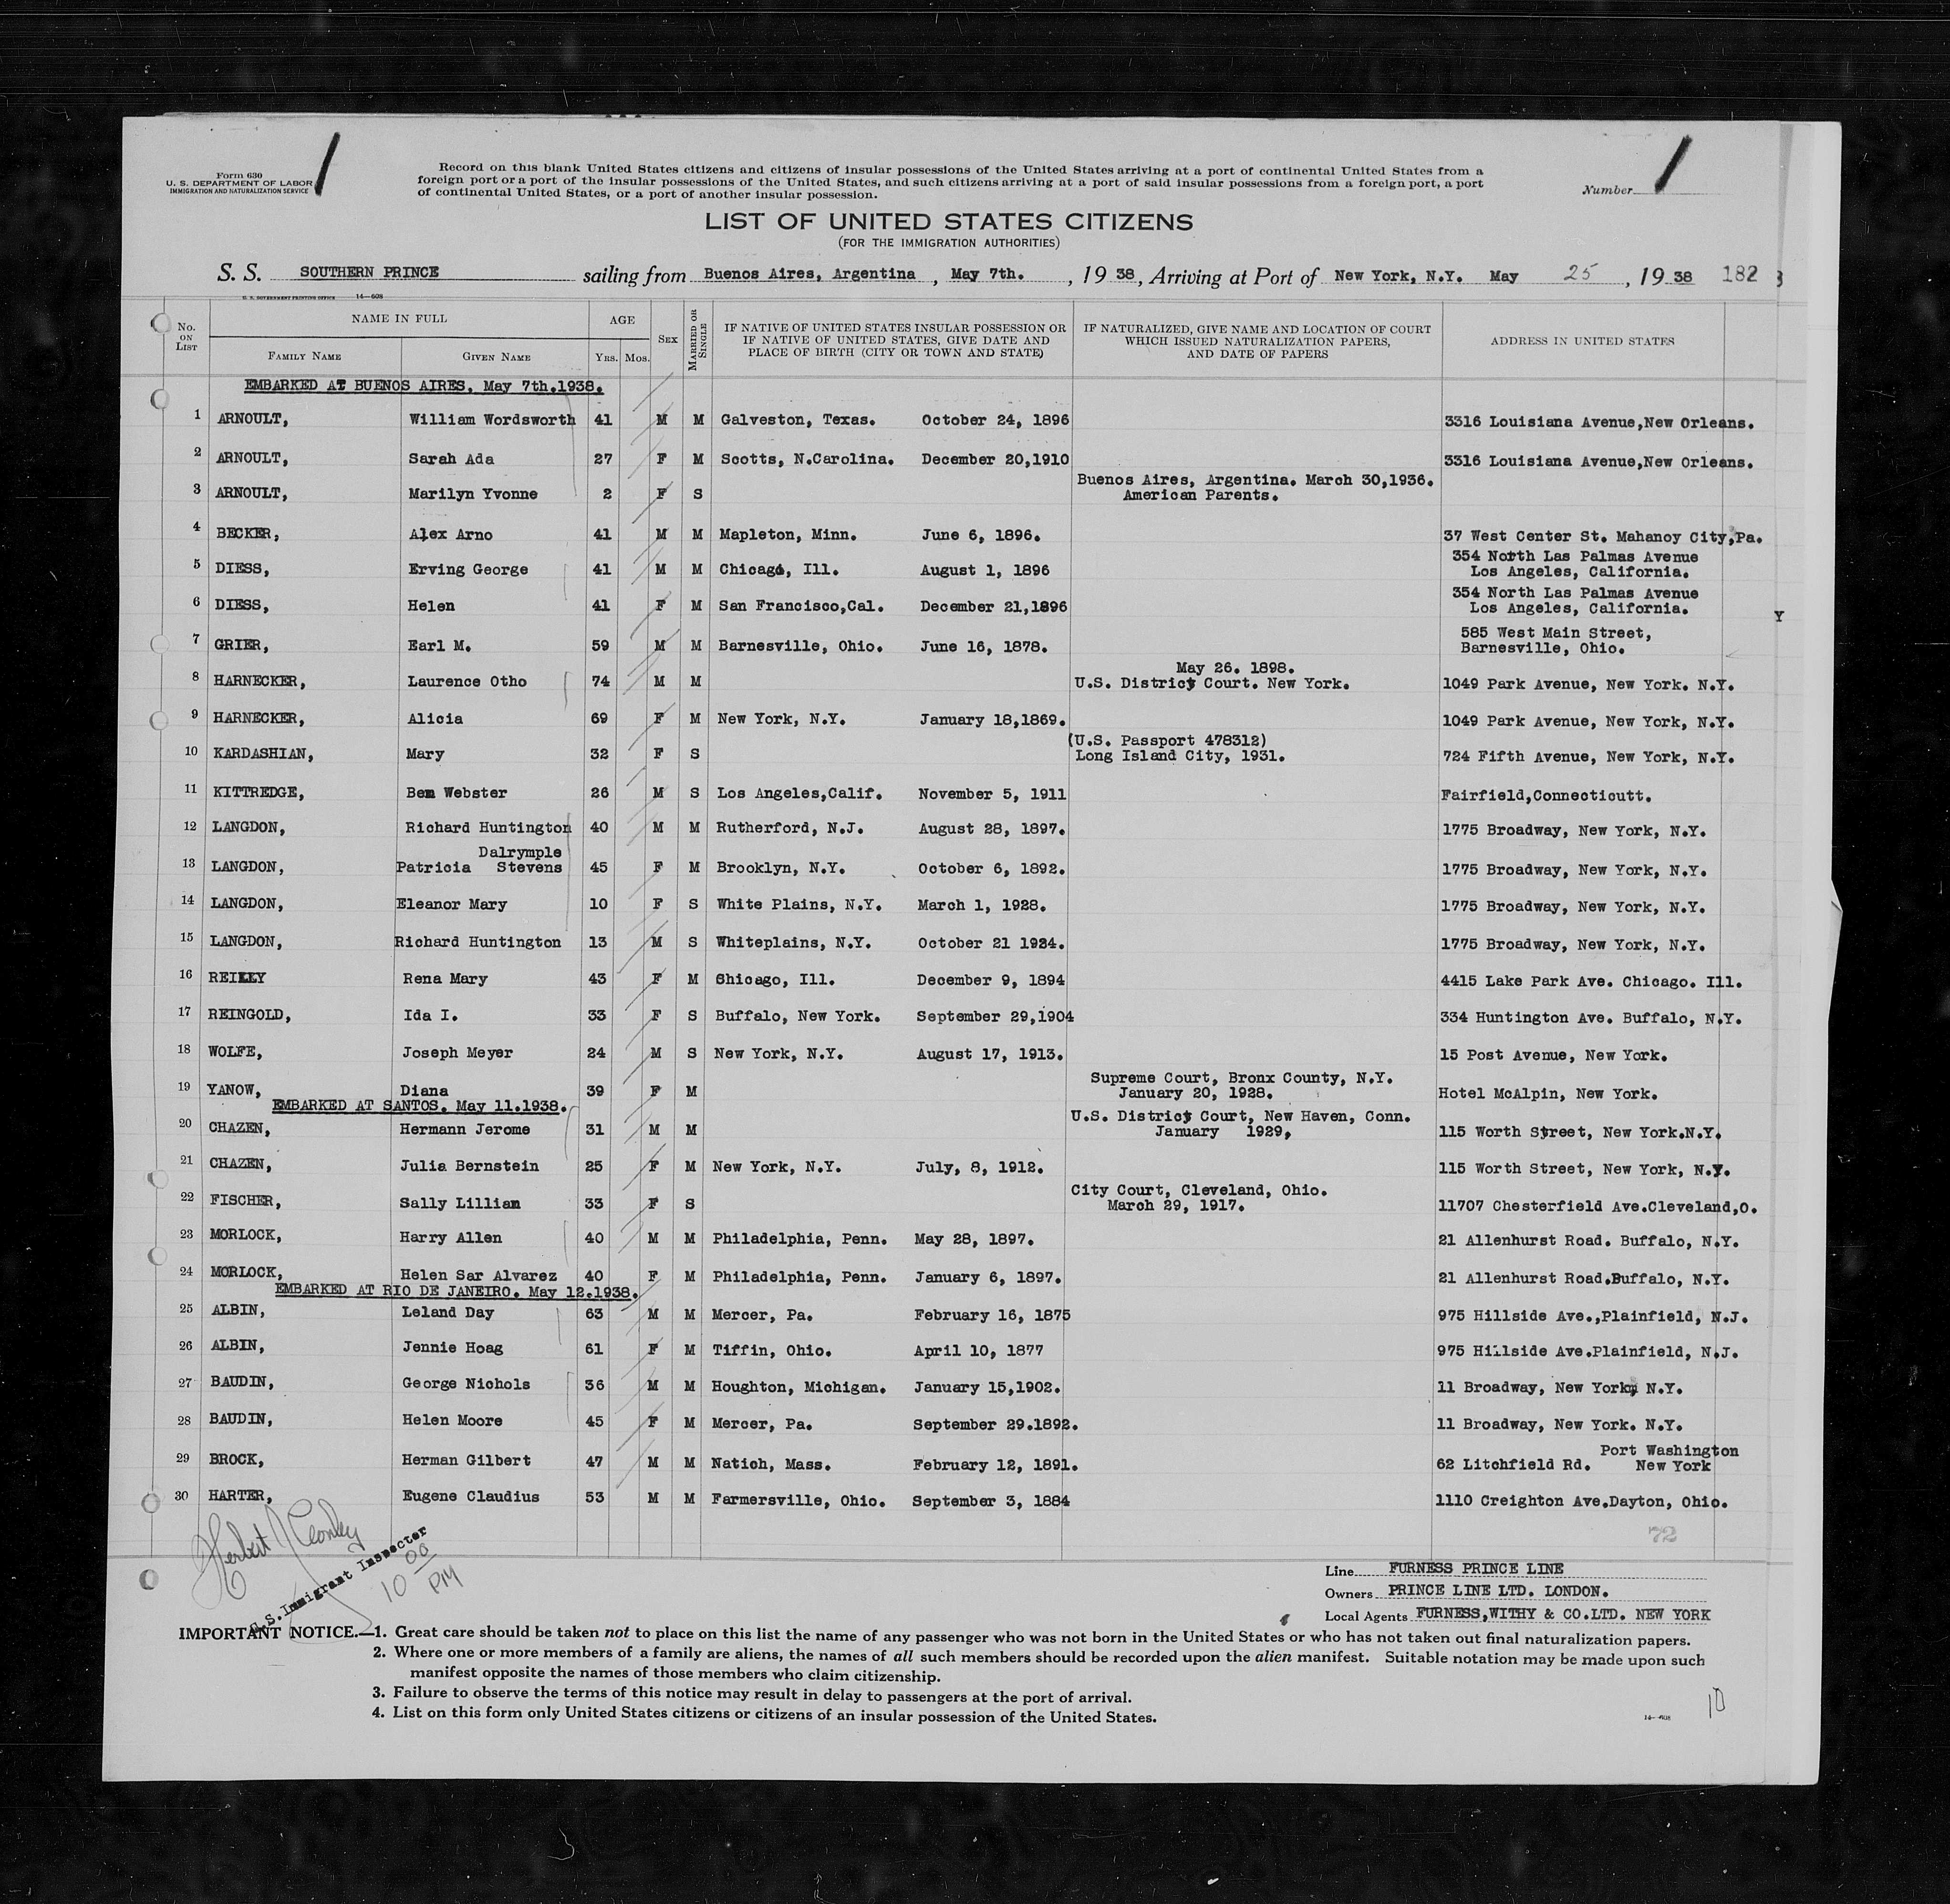 Form 630
U. S. DEPARTMENT OF LABOR
IMMIGRATION AND NATURALIZATION SERVICE
Record on this blank United States citizens and citizens of insular possessions of the United States arriving at a port of continental United States from a
foreign port or a port of the insular possessions of the United States, and such citizens arriving at a port of said insular possessions from a foreign port, a port
of continental United States, or a port of another insular possession.
Number
LIST OF UNITED STATES CITIZENS
(FOR THE IMMIGRATION AUTHORITIES)
S. S. SOUTHERN PRINCE sailing from Buenos Aires, Argentina , May 7th. , 19 38, Arriving at Port of New York, N.Y. May 25 , 19 38 182
U. S. GOVERNMENT PRINTING OFFICE 14—608
No. ON LIST NAME IN FULL FAMILY NAME GIVEN NAME AGE YRS. MOS. SEX MARRIED OR SINGLE IF NATIVE OF UNITED STATES INSULAR POSSESSION OR IF NATIVE OF UNITED STATES, GIVE DATE AND PLACE OF BIRTH (CITY OR TOWN AND STATE) IF NATURALIZED, GIVE NAME AND LOCATION OF COURT WHICH ISSUED NATURALIZATION PAPERS, AND DATE OF PAPERS ADDRESS IN UNITED STATES
EMBARKED AT BUENOS AIRES. May 7th.1938.
1 ARNOULT, William Wordsworth 41 M M Galveston, Texas. October 24, 1896 3316 Louisiana Avenue,New Orleans.
2 ARNOULT, Sarah Ada 27 F M Scotts, N.Carolina. December 20,1910 3316 Louisiana Avenue,New Orleans.
3 ARNOULT, Marilyn Yvonne 2 F S Buenos Aires, Argentina. March 30,1936.
American Parents.
4 BECKER, Alex Arno 41 M M Mapleton, Minn. June 6, 1896. 37 West Center St. Mahanoy City,Pa.
5 DIESS, Erving George 41 M M Chicago, Ill. August 1, 1896 354 North Las Palmas Avenue
Los Angeles, California.
6 DIESS, Helen 41 F M San Francisco,Cal. December 21,1896 354 North Las Palmas Avenue
Los Angeles, California.
7 GRIER, Earl M. 59 M M Barnesville, Ohio. June 16, 1878. 585 West Main Street,
Barnesville, Ohio.
May 26. 1898.
8 HARNECKER, Laurence Otho 74 M M U.S. District Court. New York. 1049 Park Avenue, New York. N.Y.
9 HARNECKER, Alicia 69 F M New York, N.Y. January 18,1869. 1049 Park Avenue, New York, N.Y.
(U.S. Passport 478312)
10 KARDASHIAN, Mary 32 F S Long Island City, 1931. 724 Fifth Avenue, New York, N.Y.
11 KITTREDGE, Ben Webster 26 M S Los Angeles,Calif. November 5, 1911 Fairfield,Connecticutt.
12 LANGDON, Richard Huntington 40 M M Rutherford, N.J. August 28, 1897. 1775 Broadway, New York, N.Y.
Dalrymple
13 LANGDON, Patricia Stevens 45 F M Brooklyn, N.Y. October 6, 1892. 1775 Broadway, New York, N.Y.
14 LANGDON, Eleanor Mary 10 F S White Plains, N.Y. March 1, 1928. 1775 Broadway, New York, N.Y.
15 LANGDON, Richard Huntington 13 M S Whiteplains, N.Y. October 21 1924. 1775 Broadway, New York, N.Y.
16 REILLY Rena Mary 43 F M Shicago, Ill. December 9, 1894 4415 Lake Park Ave. Chicago. Ill.
17 REINGOLD, Ida I. 33 F S Buffalo, New York. September 29,1904 334 Huntington Ave. Buffalo, N.Y.
18 WOLFE, Joseph Meyer 24 M S New York, N.Y. August 17, 1913. 15 Post Avenue, New York.
Supreme Court, Bronx County, N.Y.
19 YANOW, Diana 39 F M January 20, 1928. Hotel McAlpin, New York.
EMBARKED AT SANTOS. May 11.1938.
U.S. District Court, New Haven, Conn.
20 CHAZEN, Hermann Jerome 31 M M January 1929, 115 Worth Street, New York.N.Y.
21 CHAZEN, Julia Bernstein 25 F M New York, N.Y. July, 8, 1912. 115 Worth Street, New York, N.Y.
City Court, Cleveland, Ohio.
22 FISCHER, Sally Lillian 33 F S March 29, 1917. 11707 Chesterfield Ave.Cleveland,O.
23 MORLOCK, Harry Allen 40 M M Philadelphia, Penn. May 28, 1897. 21 Allenhurst Road. Buffalo, N.Y.
24 MORLOCK, Helen Sar Alvarez 40 F M Philadelphia, Penn. January 6, 1897. 21 Allenhurst Road.Buffalo, N.Y.
EMBARKED AT RIO DE JANEIRO. May 12.1938.
25 ALBIN, Leland Day 63 M M Mercer, Pa. February 16, 1875 975 Hillside Ave.,Plainfield, N.J.
26 ALBIN, Jennie Hoag 61 F M Tiffin, Ohio. April 10, 1877 975 Hillside Ave.Plainfield, N.J.
27 BAUDIN, George Nichols 36 M M Houghton, Michigan. January 15,1902. 11 Broadway, New York, N.Y.
28 BAUDIN, Helen Moore 45 F M Mercer, Pa. September 29.1892. 11 Broadway, New York. N.Y.
29 BROCK, Herman Gilbert 47 M M Natich, Mass. February 12, 1891. 62 Litchfield Rd. Port Washington
New York
30 HARTER, Eugene Claudius 53 M M Farmersville, Ohio. September 3, 1884 1110 Creighton Ave.Dayton, Ohio.
72
Herbert J
U.S. Immigrant Inspector
10 00 PM
Line FURNESS PRINCE LINE
Owners PRINCE LINE LTD. LONDON.
Local Agents FURNESS,WITHY & CO.LTD. NEW YORK
IMPORTANT NOTICE.—1. Great care should be taken not to place on this list the name of any passenger who was not born in the United States or who has not taken out final naturalization papers.
2. Where one or more members of a family are aliens, the names of all such members should be recorded upon the alien manifest. Suitable notation may be made upon such
manifest opposite the names of those members who claim citizenship.
3. Failure to observe the terms of this notice may result in delay to passengers at the port of arrival.
4. List on this form only United States citizens or citizens of an insular possession of the United States.
14—608
10